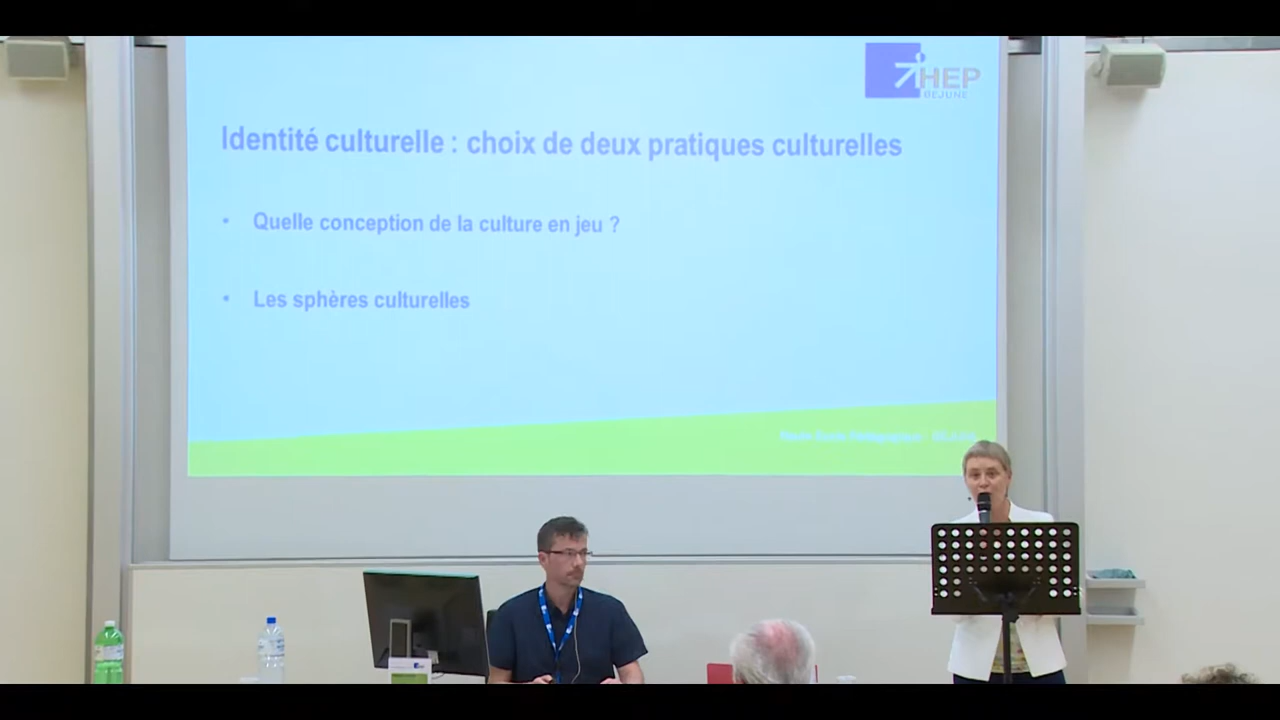 HEP
BEJUNE
Identité culturelle : choix de deux pratiques culturelles
• Quelle conception de la culture en jeu ?
• Les sphères culturelles